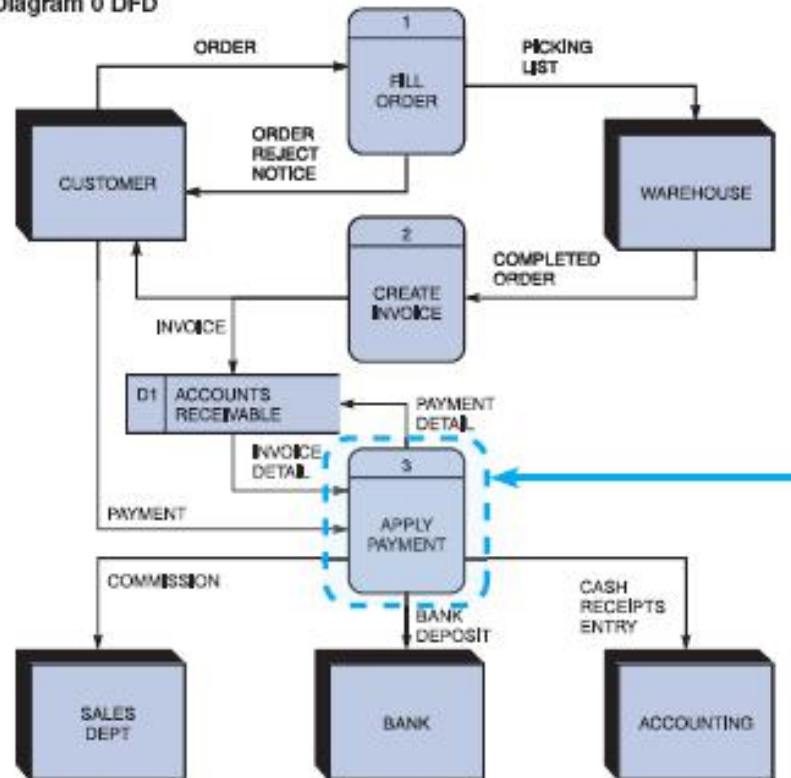 Diagram 0 DFD
ORDER
1
FILL
ORDER
PICKING
LIST
CUSTOMER
ORDER
REJECT
NOTICE
WAREHOUSE
2
CREATE
INVOICE
COMPLETED
ORDER
INVOICE
D1
ACCOUNTS
RECEIVABLE
PAYMENT
DETAIL
INVOICE
DETAIL
3
APPLY
PAYMENT
PAYMENT
COMMISSION
BANK
DEPOSIT
CASH
RECEIPTS
ENTRY
SALES
DEPT
BANK
ACCOUNTING